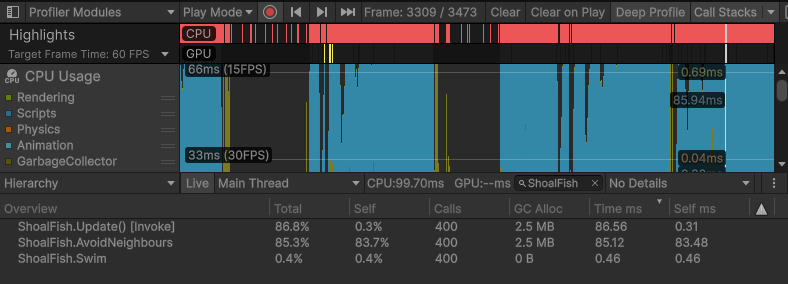 Profiler Modules Play Mode Frame: 3309 / 3473 Clear Clear on Play Deep Profile Call Stacks
Highlights CPU
Target Frame Time: 60 FPS GPU
CPU Usage 66ms (15FPS) 0.69ms
CPU
Rendering 85.94ms
Scripts
Physics
Animation
GarbageCollector 33ms (30FPS) 0.04ms
Hierarchy Live Main Thread CPU:99.70ms GPU:--ms ShoalFish No Details
Overview Total Self Calls GC Alloc Time ms Self ms
ShoalFish.Update() [Invoke] 86.8% 0.3% 400 2.5 MB 86.56 0.31
ShoalFish.AvoidNeighbours 85.3% 83.7% 400 2.5 MB 85.12 83.48
ShoalFish.Swim 0.4% 0.4% 400 0 B 0.46 0.46